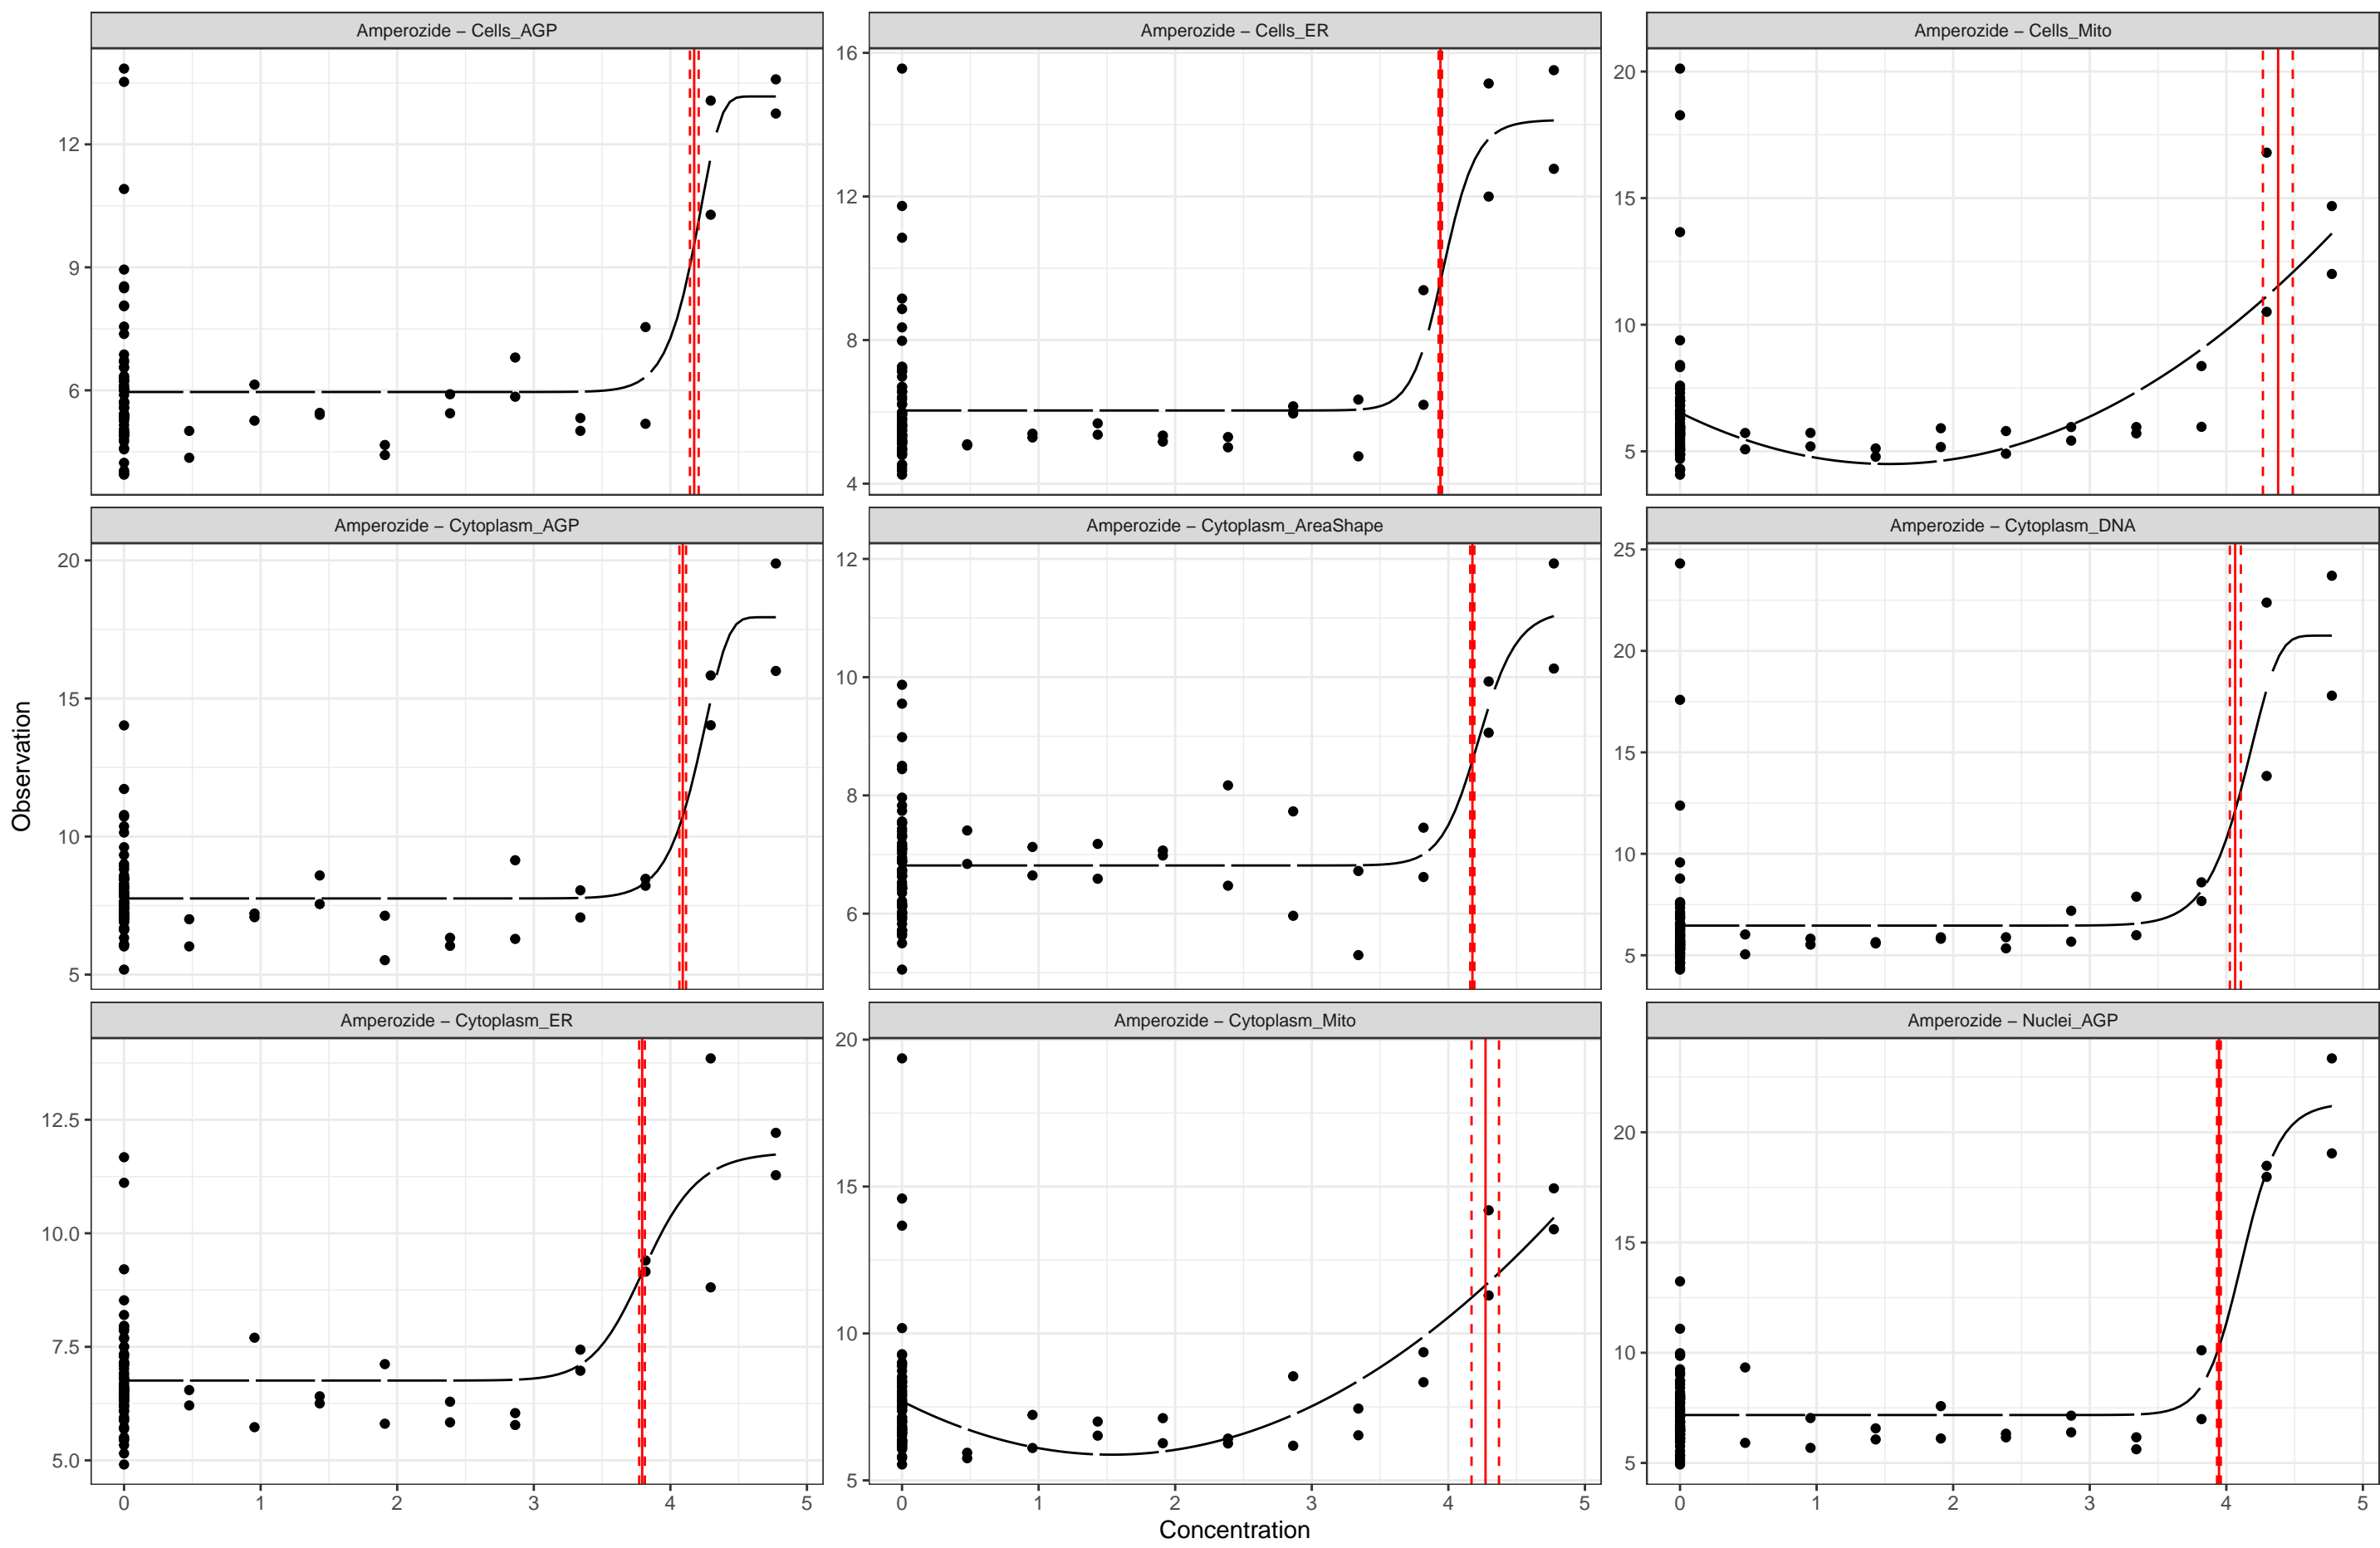 Amperozide – Cells_AGP
Amperozide – Cells_ER
Amperozide – Cells_Mito
12
9
6
16
12
8
4
20
15
10
5
Amperozide – Cytoplasm_AGP
Amperozide – Cytoplasm_AreaShape
Amperozide – Cytoplasm_DNA
20
15
10
5
12
10
8
6
25
20
15
10
5
Observation
Amperozide – Cytoplasm_ER
Amperozide – Cytoplasm_Mito
Amperozide – Nuclei_AGP
12.5
10.0
7.5
5.0
20
15
10
5
20
15
10
5
0 1 2 3 4 5
0 1 2 3 4 5
0 1 2 3 4 5
Concentration